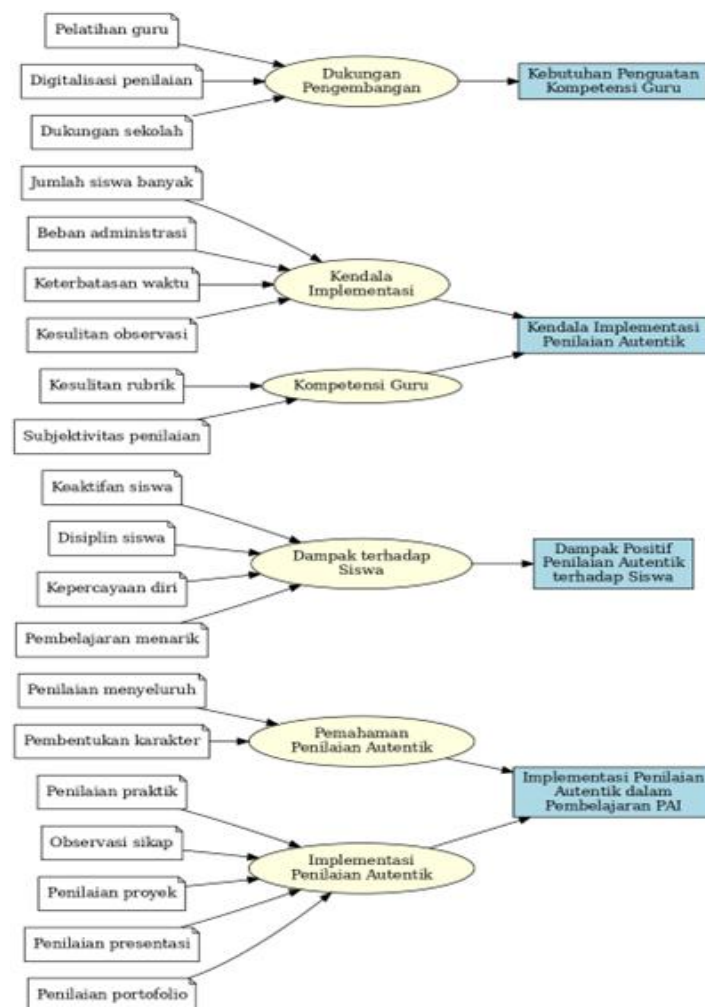 Pelatihan guru
Digitalisasi penilaian
Dukungan sekolah
Dukungan
Pengembangan
Kebutuhan Penguatan
Kompetensi Guru
Jumlah siswa banyak
Beban administrasi
Keterbatasan waktu
Kesulitan observasi
Kendala
Implementasi
Kesulitan rubrik
Subjektivitas penilaian
Kompetensi Guru
Kendala Implementasi
Penilaian Autentik
Keaktifan siswa
Disiplin siswa
Kepercayaan diri
Pembelajaran menarik
Dampak terhadap
Siswa
Dampak Positif
Penilaian Autentik
terhadap Siswa
Penilaian menyeluruh
Pembentukan karakter
Pemahaman
Penilaian Autentik
Penilaian praktik
Observasi sikap
Penilaian proyek
Penilaian presentasi
Penilaian portofolio
Implementasi
Penilaian Autentik
Implementasi Penilaian
Autentik dalam
Pembelajaran PAI